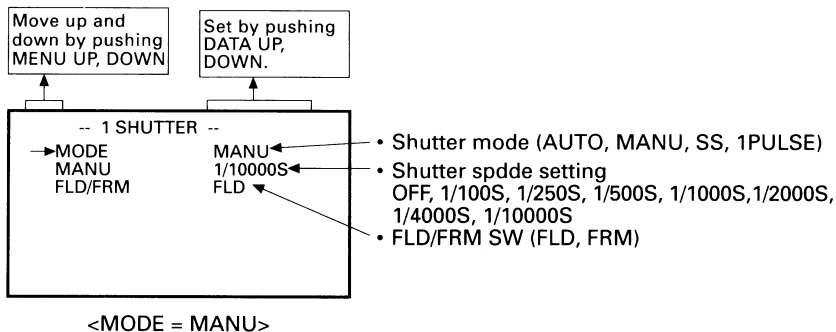 Move up and
down by pushing
MENU UP, DOWN
Set by pushing
DATA UP,
DOWN.
-- 1 SHUTTER --
MODE MANU
MANU 1/10000S
FLD/FRM FLD
• Shutter mode (AUTO, MANU, SS, 1PULSE)
• Shutter spdde setting
OFF, 1/100S, 1/250S, 1/500S, 1/1000S,1/2000S,
1/4000S, 1/10000S
• FLD/FRM SW (FLD, FRM)
<MODE = MANU>